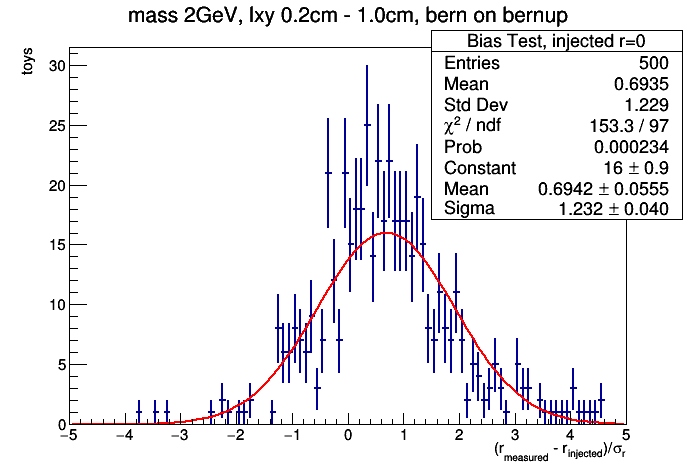 mass 2GeV, lxy 0.2cm - 1.0cm, bern on bernup
toys
Bias Test, injected r=0
Entries 500
Mean 0.6935
Std Dev 1.229
χ² / ndf 153.3 / 97
Prob 0.000234
Constant 16 ± 0.9
Mean 0.6942 ± 0.0555
Sigma 1.232 ± 0.040
30
25
20
15
10
5
0
−5 −4 −3 −2 −1 0 1 2 3 4 5
(r_measured - r_injected)/σ_r